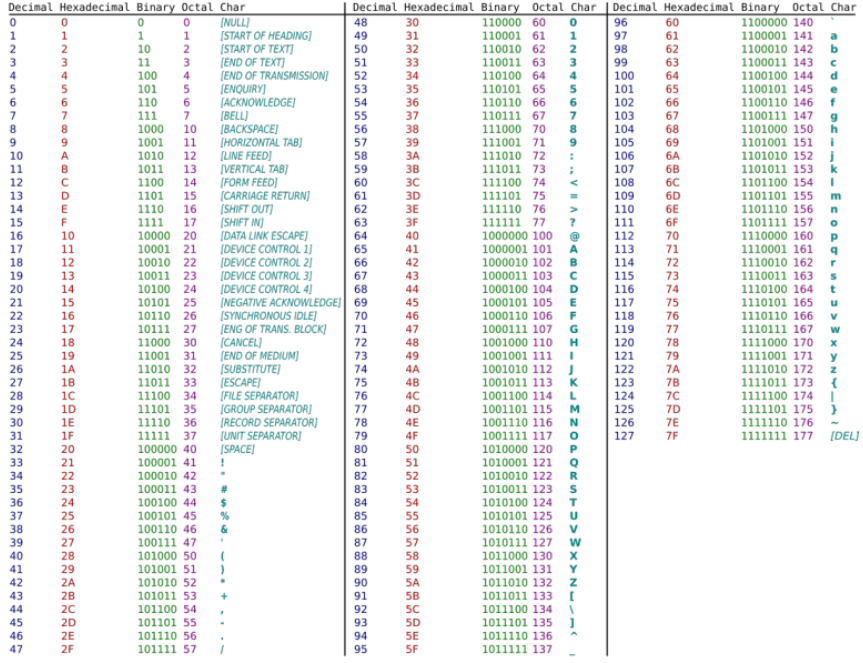 Decimal Hexadecimal Binary Octal Char
0 0 0 0 [NULL]
1 1 1 1 [START OF HEADING]
2 2 10 2 [START OF TEXT]
3 3 11 3 [END OF TEXT]
4 4 100 4 [END OF TRANSMISSION]
5 5 101 5 [ENQUIRY]
6 6 110 6 [ACKNOWLEDGE]
7 7 111 7 [BELL]
8 8 1000 10 [BACKSPACE]
9 9 1001 11 [HORIZONTAL TAB]
10 A 1010 12 [LINE FEED]
11 B 1011 13 [VERTICAL TAB]
12 C 1100 14 [FORM FEED]
13 D 1101 15 [CARRIAGE RETURN]
14 E 1110 16 [SHIFT OUT]
15 F 1111 17 [SHIFT IN]
16 10 10000 20 [DATA LINK ESCAPE]
17 11 10001 21 [DEVICE CONTROL 1]
18 12 10010 22 [DEVICE CONTROL 2]
19 13 10011 23 [DEVICE CONTROL 3]
20 14 10100 24 [DEVICE CONTROL 4]
21 15 10101 25 [NEGATIVE ACKNOWLEDGE]
22 16 10110 26 [SYNCHRONOUS IDLE]
23 17 10111 27 [ENG OF TRANS. BLOCK]
24 18 11000 30 [CANCEL]
25 19 11001 31 [END OF MEDIUM]
26 1A 11010 32 [SUBSTITUTE]
27 1B 11011 33 [ESCAPE]
28 1C 11100 34 [FILE SEPARATOR]
29 1D 11101 35 [GROUP SEPARATOR]
30 1E 11110 36 [RECORD SEPARATOR]
31 1F 11111 37 [UNIT SEPARATOR]
32 20 100000 40 [SPACE]
33 21 100001 41 !
34 22 100010 42 "
35 23 100011 43 #
36 24 100100 44 $
37 25 100101 45 %
38 26 100110 46 &
39 27 100111 47 '
40 28 101000 50 (
41 29 101001 51 )
42 2A 101010 52 *
43 2B 101011 53 +
44 2C 101100 54 ,
45 2D 101101 55 -
46 2E 101110 56 .
47 2F 101111 57 /
Decimal Hexadecimal Binary Octal Char
48 30 110000 60 0
49 31 110001 61 1
50 32 110010 62 2
51 33 110011 63 3
52 34 110100 64 4
53 35 110101 65 5
54 36 110110 66 6
55 37 110111 67 7
56 38 111000 70 8
57 39 111001 71 9
58 3A 111010 72 :
59 3B 111011 73 ;
60 3C 111100 74 <
61 3D 111101 75 =
62 3E 111110 76 >
63 3F 111111 77 ?
64 40 1000000 100 @
65 41 1000001 101 A
66 42 1000010 102 B
67 43 1000011 103 C
68 44 1000100 104 D
69 45 1000101 105 E
70 46 1000110 106 F
71 47 1000111 107 G
72 48 1001000 110 H
73 49 1001001 111 I
74 4A 1001010 112 J
75 4B 1001011 113 K
76 4C 1001100 114 L
77 4D 1001101 115 M
78 4E 1001110 116 N
79 4F 1001111 117 O
80 50 1010000 120 P
81 51 1010001 121 Q
82 52 1010010 122 R
83 53 1010011 123 S
84 54 1010100 124 T
85 55 1010101 125 U
86 56 1010110 126 V
87 57 1010111 127 W
88 58 1011000 130 X
89 59 1011001 131 Y
90 5A 1011010 132 Z
91 5B 1011011 133 [
92 5C 1011100 134 \
93 5D 1011101 135 ]
94 5E 1011110 136 ^
95 5F 1011111 137 _
Decimal Hexadecimal Binary Octal Char
96 60 1100000 140 `
97 61 1100001 141 a
98 62 1100010 142 b
99 63 1100011 143 c
100 64 1100100 144 d
101 65 1100101 145 e
102 66 1100110 146 f
103 67 1100111 147 g
104 68 1101000 150 h
105 69 1101001 151 i
106 6A 1101010 152 j
107 6B 1101011 153 k
108 6C 1101100 154 l
109 6D 1101101 155 m
110 6E 1101110 156 n
111 6F 1101111 157 o
112 70 1110000 160 p
113 71 1110001 161 q
114 72 1110010 162 r
115 73 1110011 163 s
116 74 1110100 164 t
117 75 1110101 165 u
118 76 1110110 166 v
119 77 1110111 167 w
120 78 1111000 170 x
121 79 1111001 171 y
122 7A 1111010 172 z
123 7B 1111011 173 {
124 7C 1111100 174 |
125 7D 1111101 175 }
126 7E 1111110 176 ~
127 7F 1111111 177 [DEL]